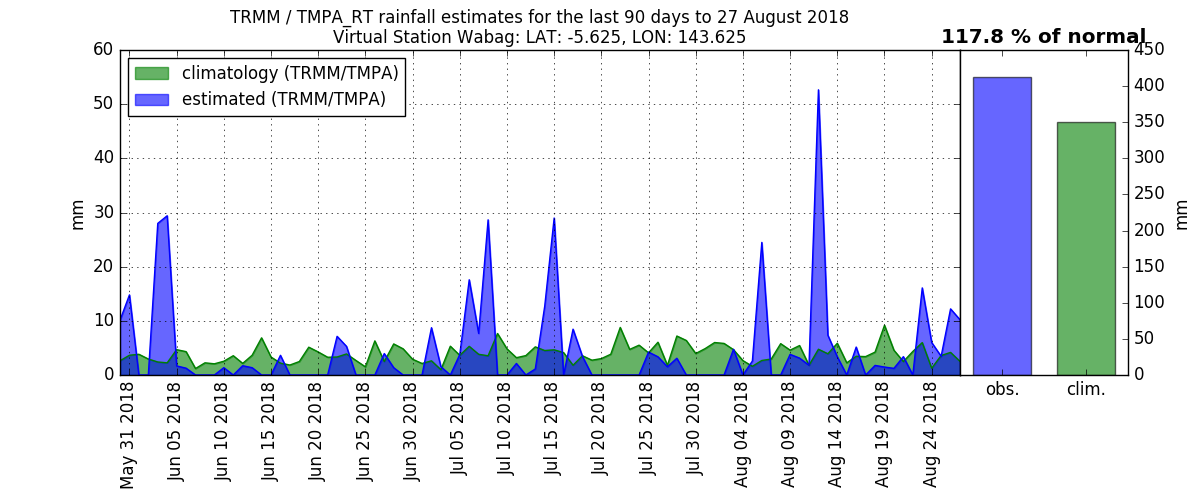 TRMM / TMPA_RT rainfall estimates for the last 90 days to 27 August 2018
Virtual Station Wabag: LAT: -5.625, LON: 143.625
117.8 % of normal
climatology (TRMM/TMPA)
estimated (TRMM/TMPA)
60
50
40
30
20
10
0
mm
450
400
350
300
250
200
150
100
50
0
mm
May 31 2018
Jun 05 2018
Jun 10 2018
Jun 15 2018
Jun 20 2018
Jun 25 2018
Jun 30 2018
Jul 05 2018
Jul 10 2018
Jul 15 2018
Jul 20 2018
Jul 25 2018
Jul 30 2018
Aug 04 2018
Aug 09 2018
Aug 14 2018
Aug 19 2018
Aug 24 2018
obs.
clim.